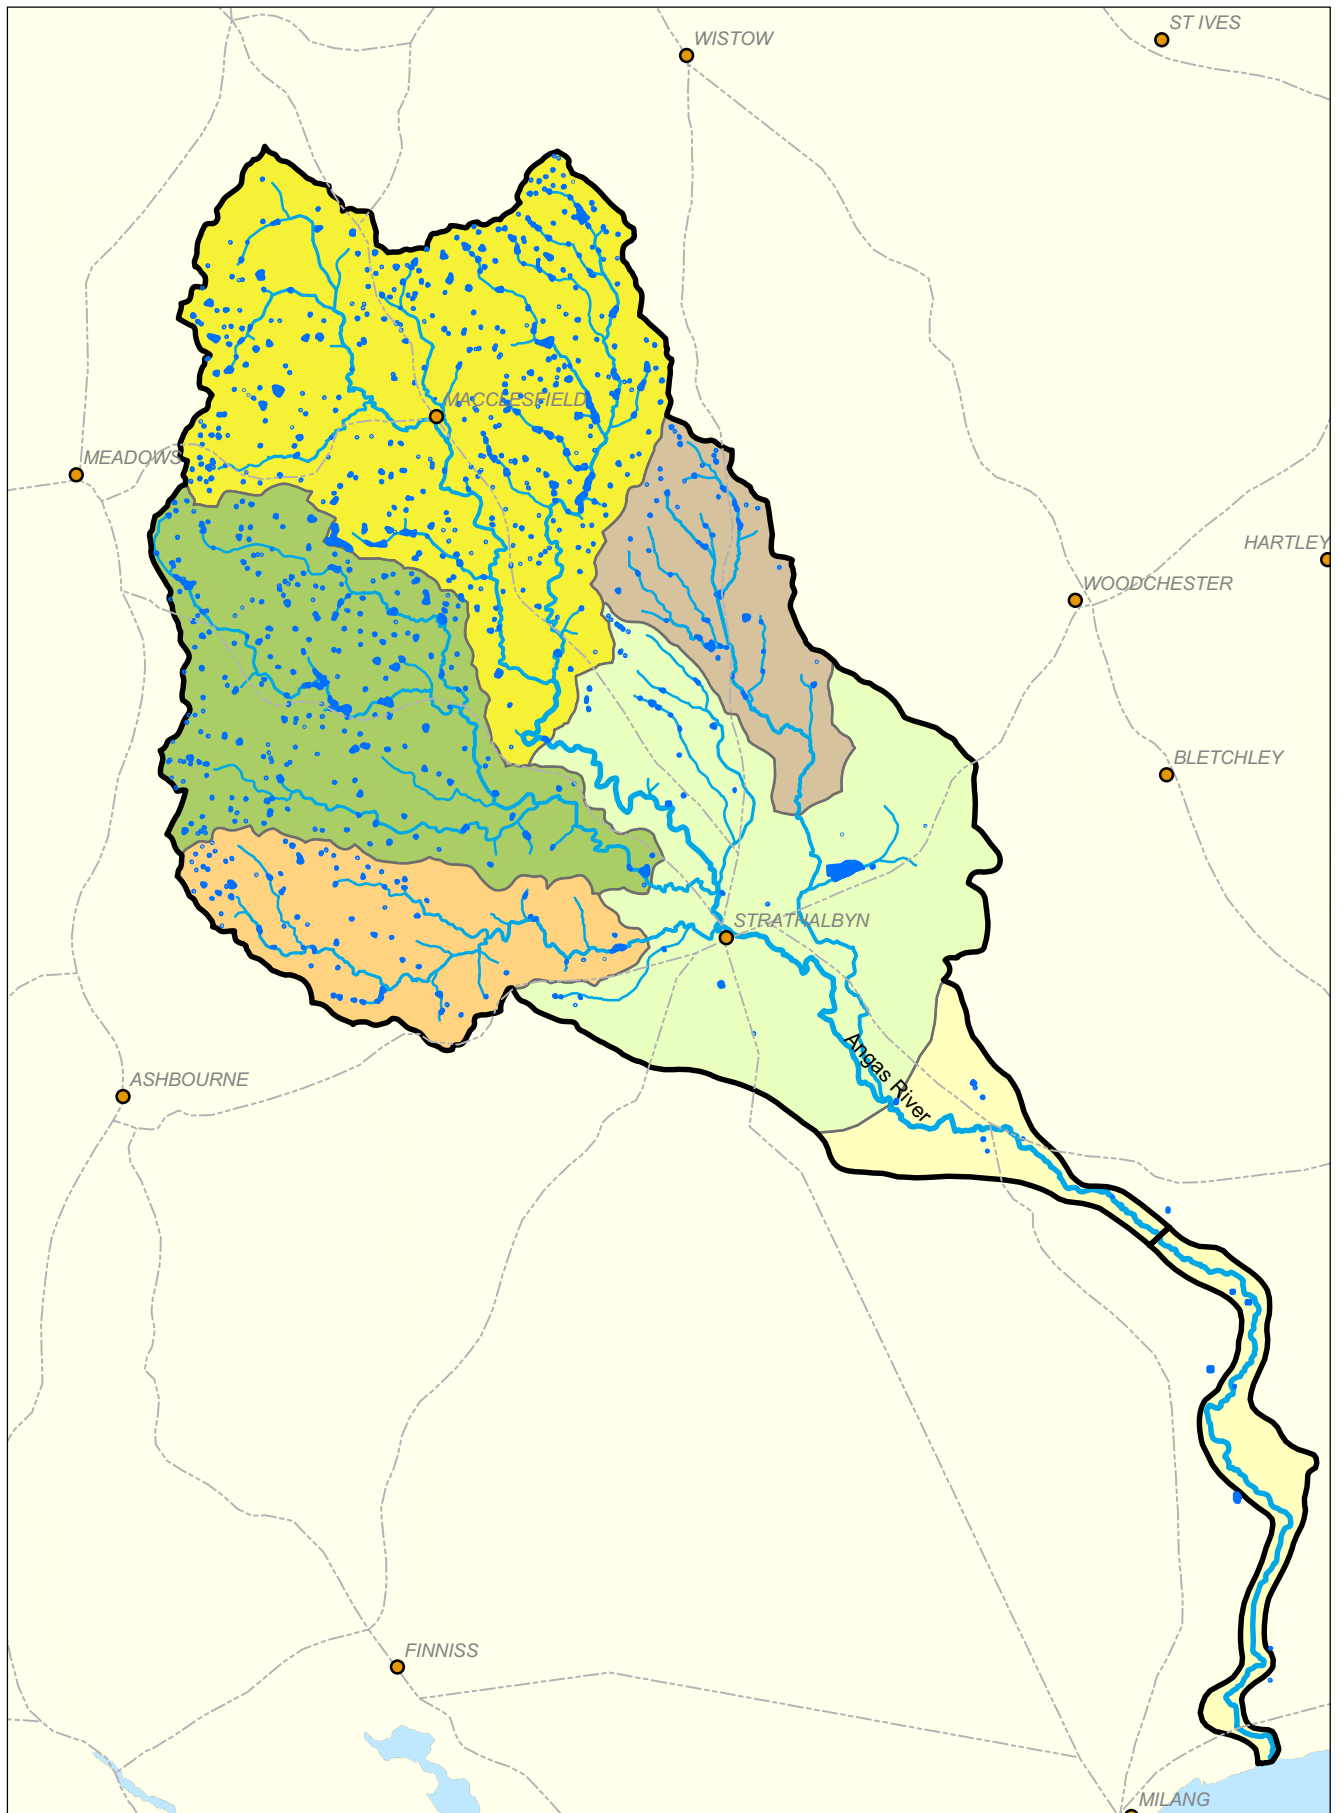 ST IVES
WISTOW
MACCLESFIELD
MEADOWS
HARTLEY
WOODCHESTER
BLETCHLEY
STRATHALBYN
Angas River
ASHBOURNE
FINNISS
MILANG